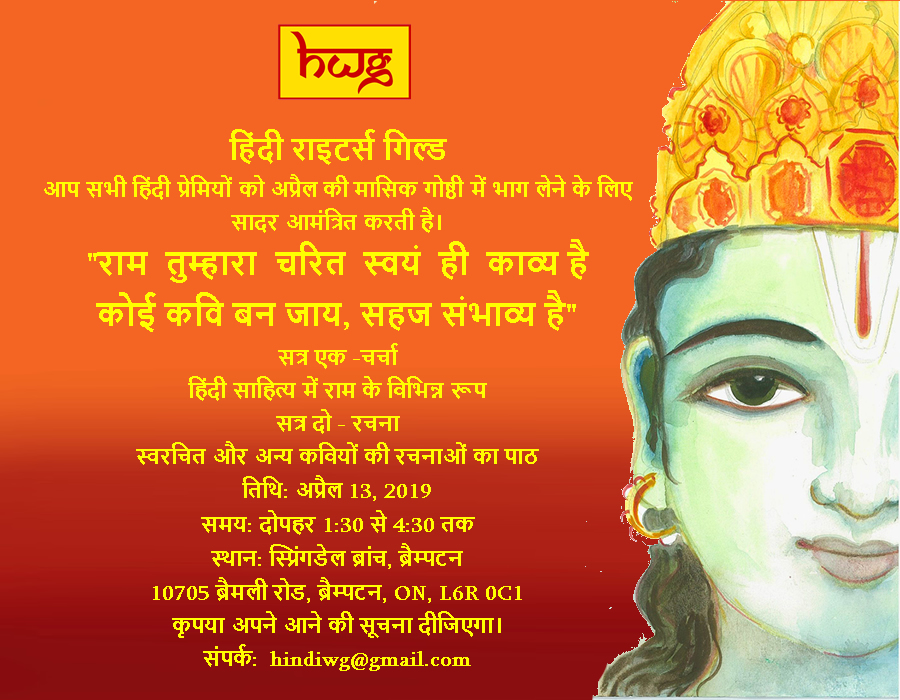 hwg
हिंदी राइटर्स गिल्ड
आप सभी हिंदी प्रेमियों को अप्रैल की मासिक गोष्ठी में भाग लेने के लिए
सादर आमंत्रित करती है।
"राम तुम्हारा चरित स्वयं ही काव्य है
कोई कवि बन जाय, सहज संभाव्य है"
सत्र एक -चर्चा
हिंदी साहित्य में राम के विभिन्न रूप
सत्र दो - रचना
स्वरचित और अन्य कवियों की रचनाओं का पाठ
तिथि: अप्रैल 13, 2019
समय: दोपहर 1:30 से 4:30 तक
स्थान: स्प्रिंगडेल ब्रांच, ब्रैम्पटन
10705 ब्रैमली रोड, ब्रैम्पटन, ON, L6R 0C1
कृपया अपने आने की सूचना दीजिएगा।
संपर्क: hindiwg@gmail.com